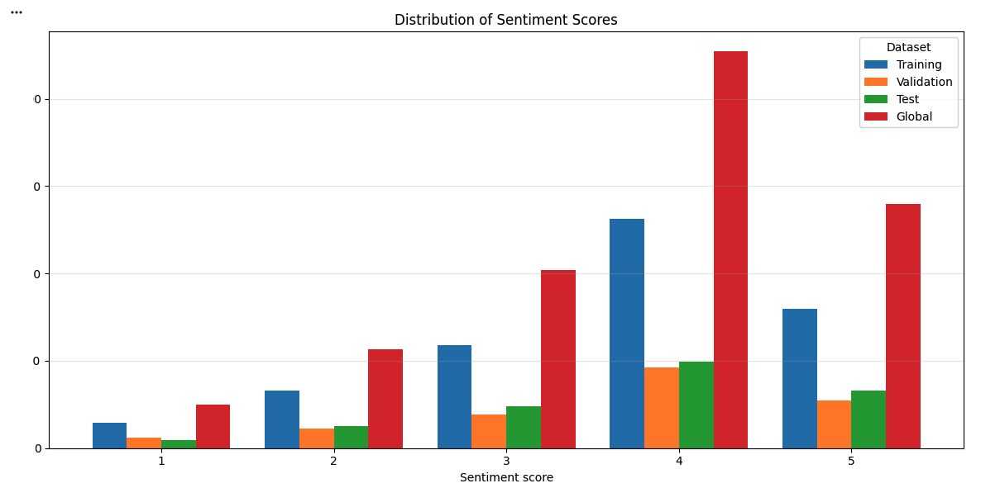 •••
Distribution of Sentiment Scores
Dataset
Training
Validation
Test
Global
0
0
0
0
0
1 2 3 4 5
Sentiment score